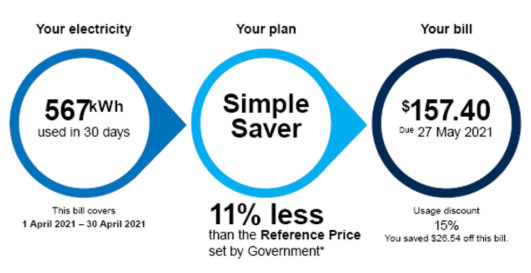 Your electricity
Your plan
Your bill
567kWh
used in 30 days
Simple
Saver
$157.40
Due 27 May 2021
This bill covers
1 April 2021 – 30 April 2021
11% less
than the Reference Price
set by Government*
Usage discount
15%
You saved $26.54 off this bill.